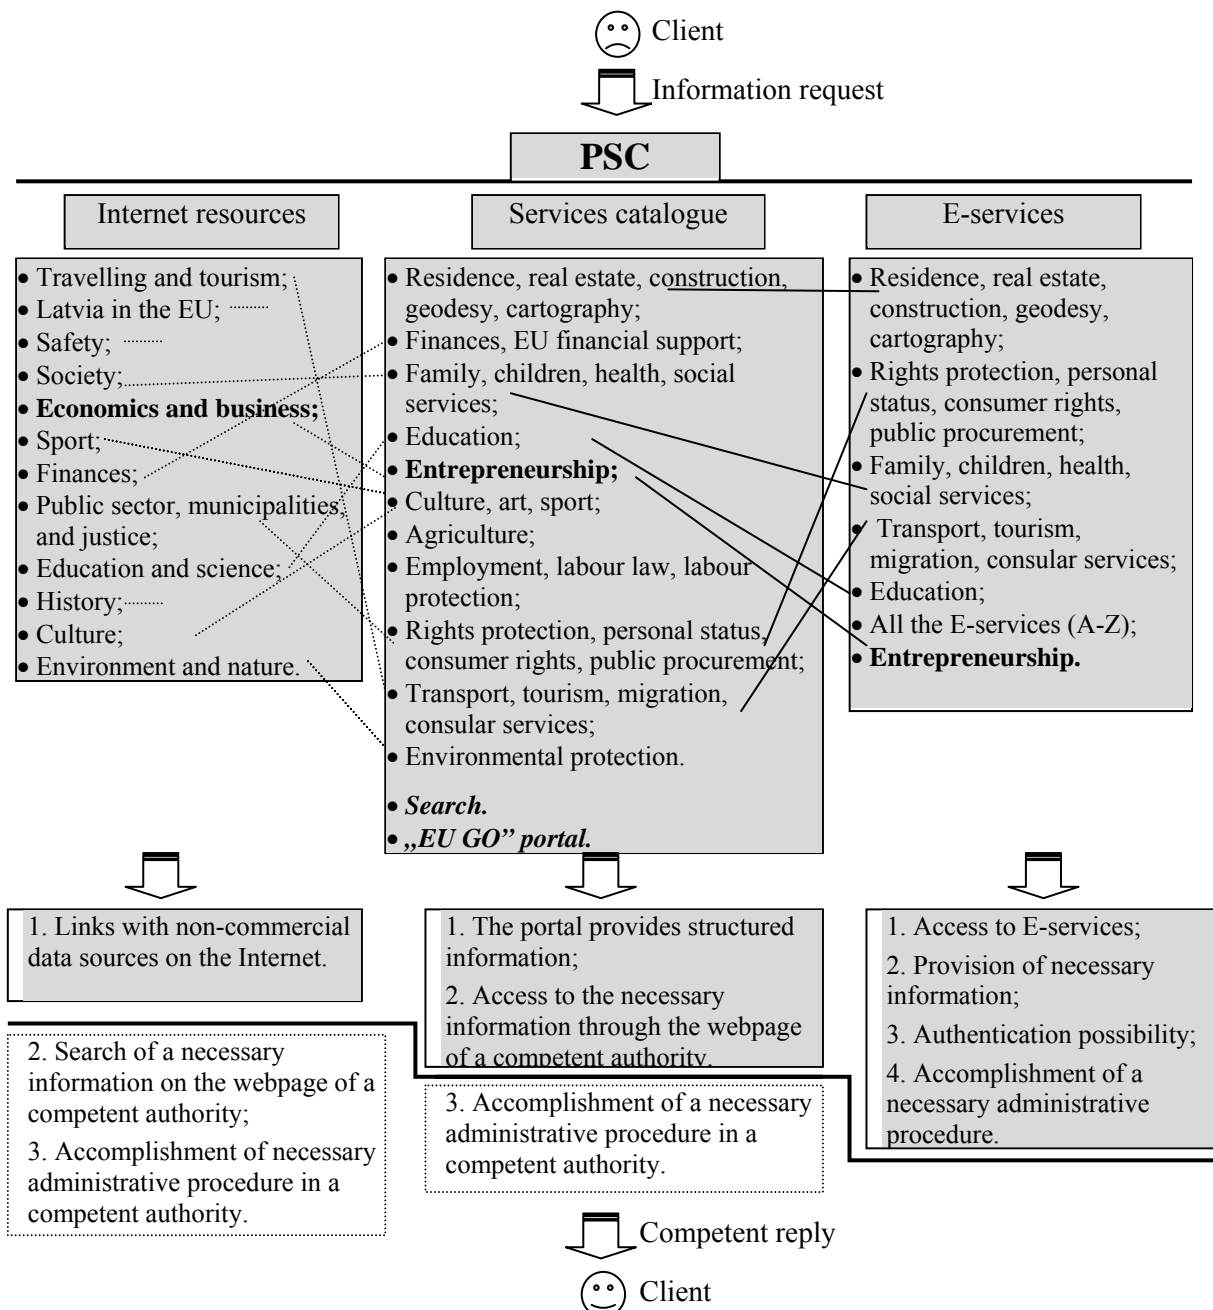 Client
Information request
PSC
Internet resources
• Travelling and tourism;
• Latvia in the EU;
• Safety;
• Society;
• Economics and business;
• Sport;
• Finances;
• Public sector, municipalities,
and justice;
• Education and science;
• History;
• Culture;
• Environment and nature.
Services catalogue
• Residence, real estate, construction,
geodesy, cartography;
• Finances, EU financial support;
• Family, children, health, social
services;
• Education;
• Entrepreneurship;
• Culture, art, sport;
• Agriculture;
• Employment, labour law, labour
protection;
• Rights protection, personal status,
consumer rights, public procurement;
• Transport, tourism, migration,
consular services;
• Environmental protection.
• Search.
• „EU GO” portal.
E-services
• Residence, real estate,
construction, geodesy,
cartography;
• Rights protection, personal
status, consumer rights,
public procurement;
• Family, children, health,
social services;
• Transport, tourism,
migration, consular services;
• Education;
• All the E-services (A-Z);
• Entrepreneurship.
1. Links with non-commercial
data sources on the Internet.
2. Search of a necessary
information on the webpage of a
competent authority;
3. Accomplishment of necessary
administrative procedure in a
competent authority.
1. The portal provides structured
information;
2. Access to the necessary
information through the webpage
of a competent authority.
3. Accomplishment of a necessary
administrative procedure in a
competent authority.
1. Access to E-services;
2. Provision of necessary
information;
3. Authentication possibility;
4. Accomplishment of a
necessary administrative
procedure.
Competent reply
Client